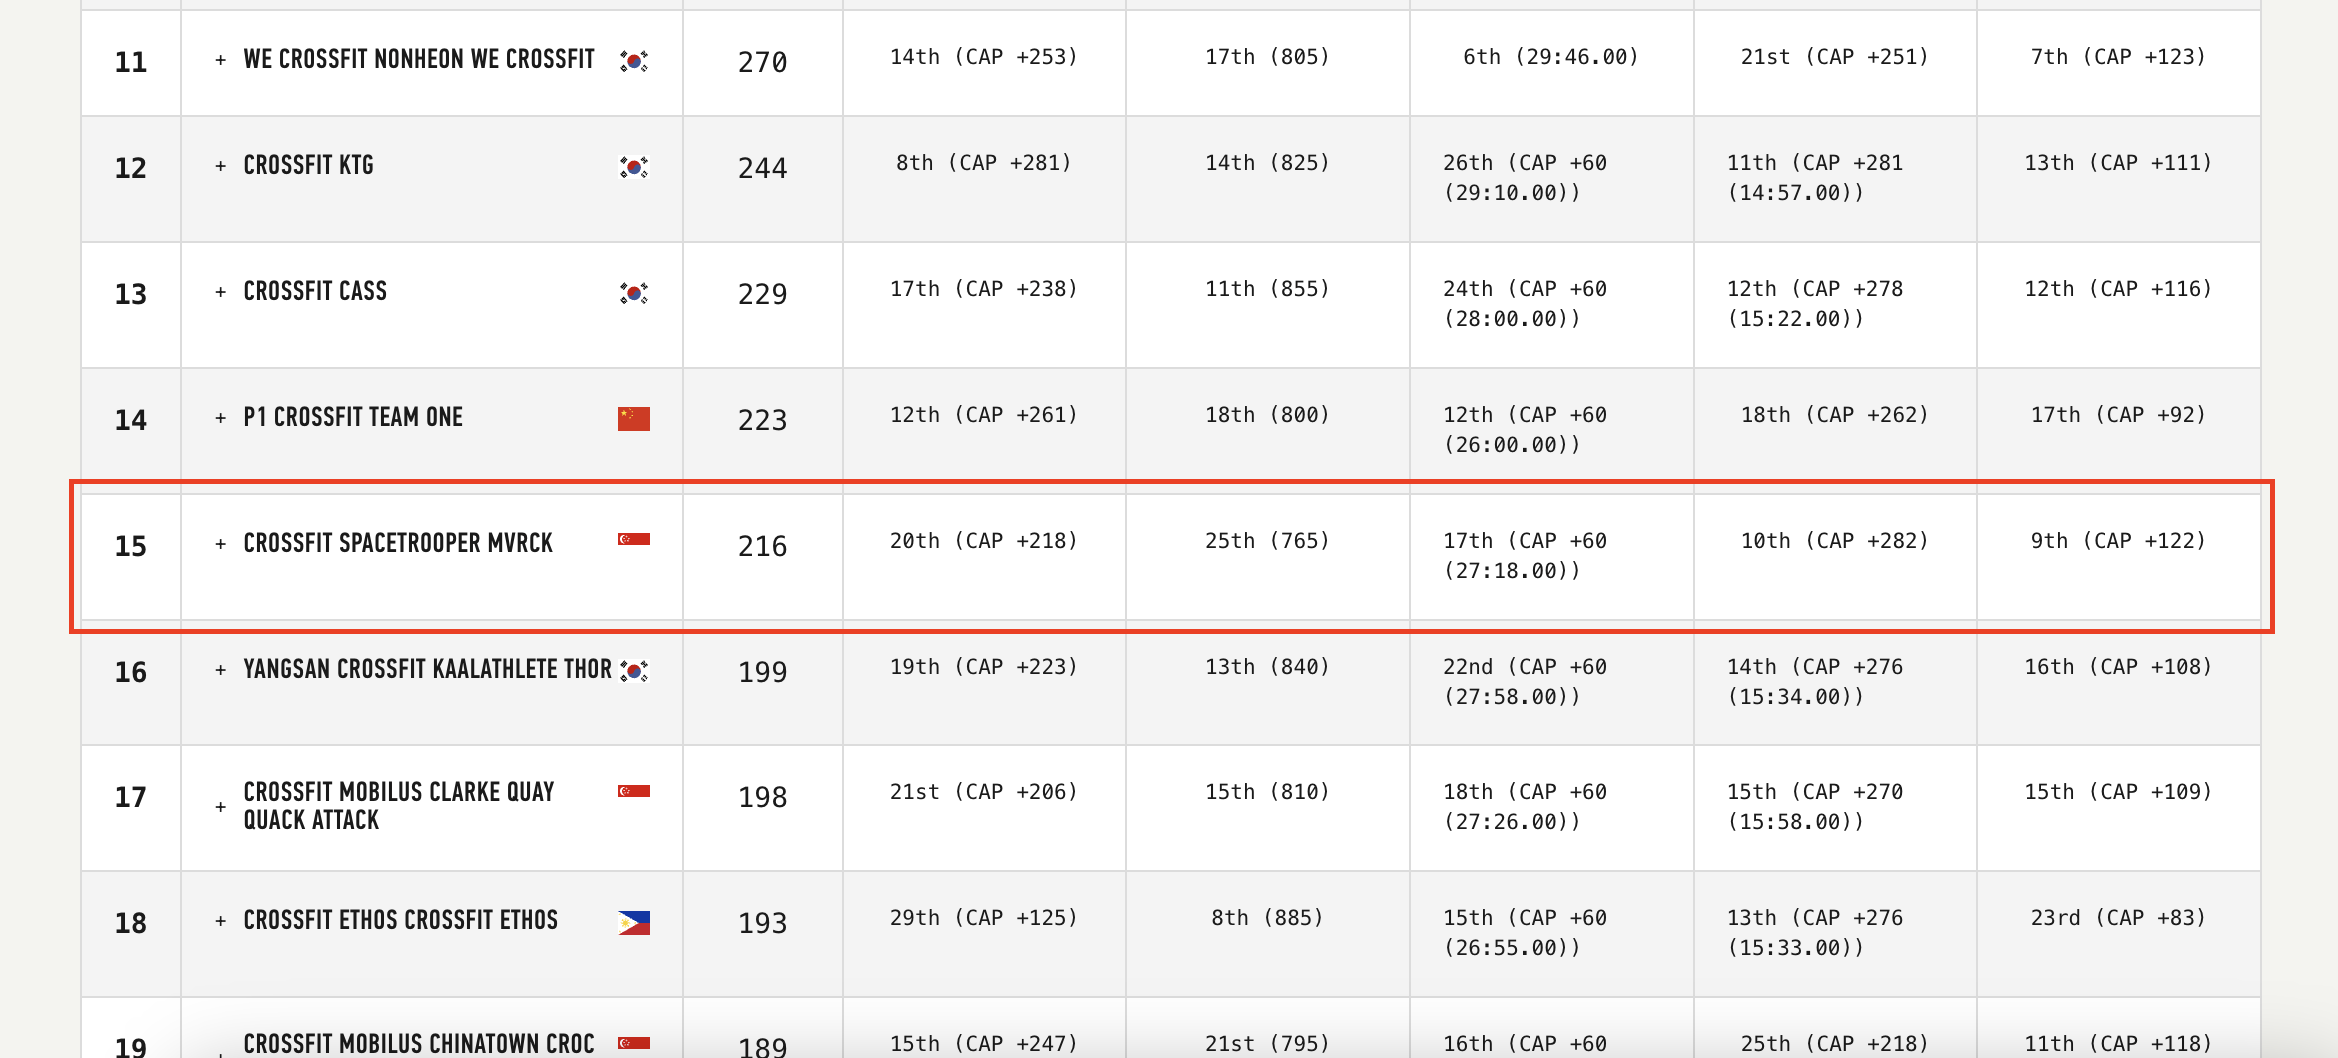 11 + WE CROSSFIT NONHEON WE CROSSFIT 270 14th (CAP +253) 17th (805) 6th (29:46.00) 21st (CAP +251) 7th (CAP +123)
12 + CROSSFIT KTG 244 8th (CAP +281) 14th (825) 26th (CAP +60 11th (CAP +281 13th (CAP +111)
(29:10.00)) (14:57.00))
13 + CROSSFIT CASS 229 17th (CAP +238) 11th (855) 24th (CAP +60 12th (CAP +278 12th (CAP +116)
(28:00.00)) (15:22.00))
14 + P1 CROSSFIT TEAM ONE 223 12th (CAP +261) 18th (800) 12th (CAP +60 18th (CAP +262) 17th (CAP +92)
(26:00.00))
15 + CROSSFIT SPACETROOPER MVRCK 216 20th (CAP +218) 25th (765) 17th (CAP +60 10th (CAP +282) 9th (CAP +122)
(27:18.00))
16 + YANGSAN CROSSFIT KAALATHLETE THOR 199 19th (CAP +223) 13th (840) 22nd (CAP +60 14th (CAP +276 16th (CAP +108)
(27:58.00)) (15:34.00))
17 + CROSSFIT MOBILUS CLARKE QUAY 198 21st (CAP +206) 15th (810) 18th (CAP +60 15th (CAP +270 15th (CAP +109)
QUACK ATTACK (27:26.00)) (15:58.00))
18 + CROSSFIT ETHOS CROSSFIT ETHOS 193 29th (CAP +125) 8th (885) 15th (CAP +60 13th (CAP +276 23rd (CAP +83)
(26:55.00)) (15:33.00))
19 CROSSFIT MOBILUS CHINATOWN CROC 189 15th (CAP +247) 21st (795) 16th (CAP +60 25th (CAP +218) 11th (CAP +118)